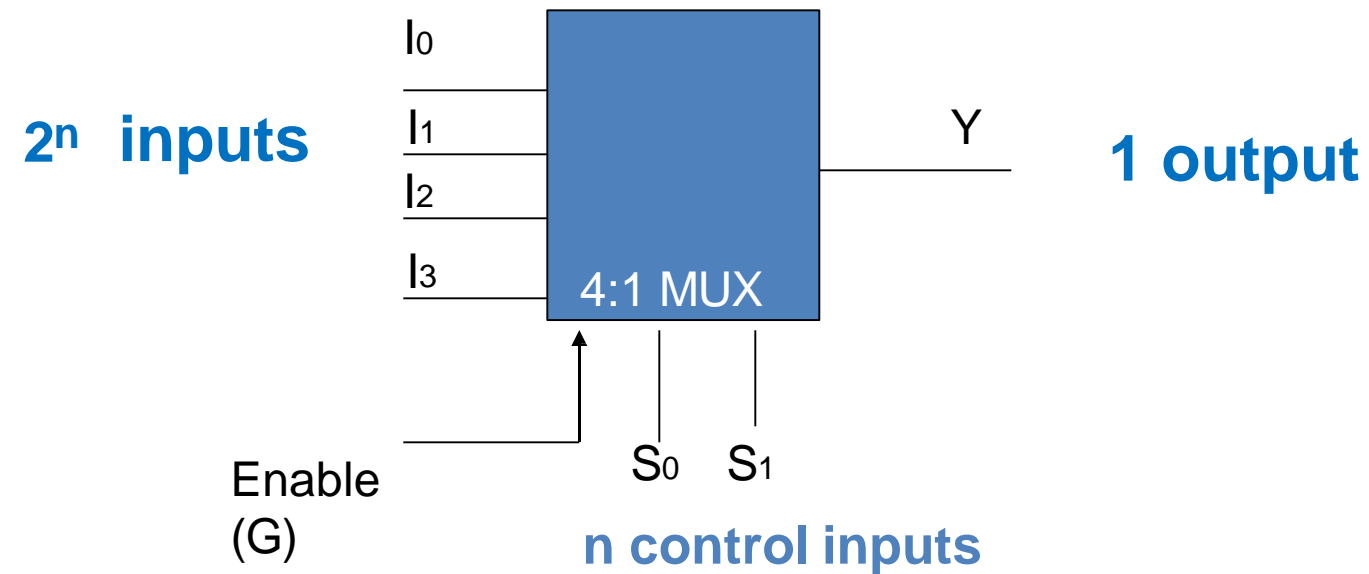 I0
2n inputs
I1
Y
1 output
I2
I3
4:1 MUX
Enable
(G)
S0 S1
n control inputs